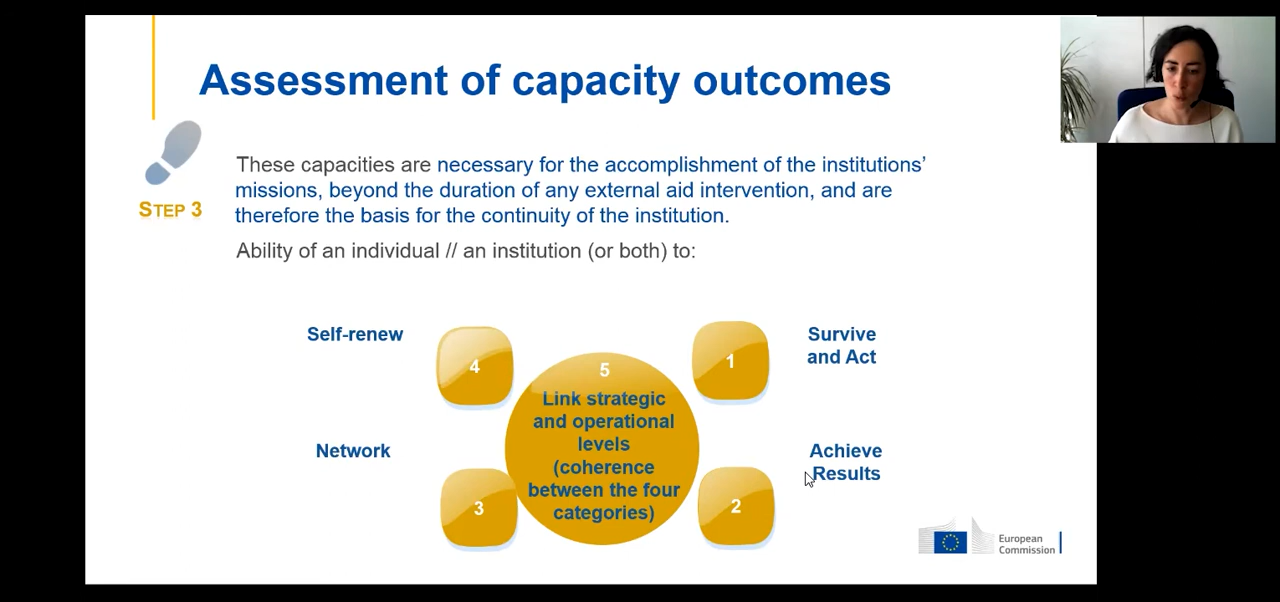 Assessment of capacity outcomes
STEP 3
These capacities are necessary for the accomplishment of the institutions’
missions, beyond the duration of any external aid intervention, and are
therefore the basis for the continuity of the institution.
Ability of an individual // an institution (or both) to:
Self-renew
4
5
1
Survive
and Act
Link strategic
and operational
levels
(coherence
between the four
categories)
Network
3
2
Achieve
Results
European
Commission